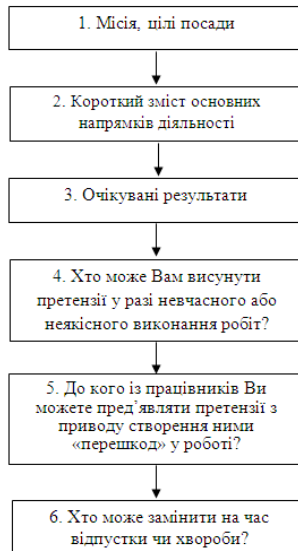 1. Місія, цілі посади
2. Короткий зміст основних
напрямків діяльності
3. Очікувані результати
4. Хто може Вам висунути
претензії у разі невчасного або
неякісного виконання робіт?
5. До кого із працівників Ви
можете пред’являти претензії з
приводу створення ними
«перешкод» у роботі?
6. Хто може замінити на час
відпустки чи хвороби?